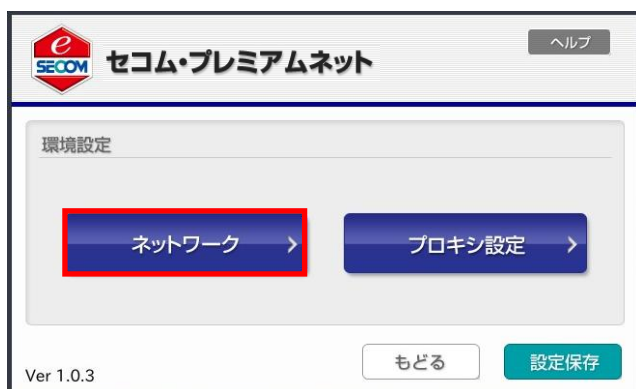 e
SECOM
セコム・プレミアムネット
ヘルプ
環境設定
ネットワーク
プロキシ設定
もどる
設定保存
Ver 1.0.3